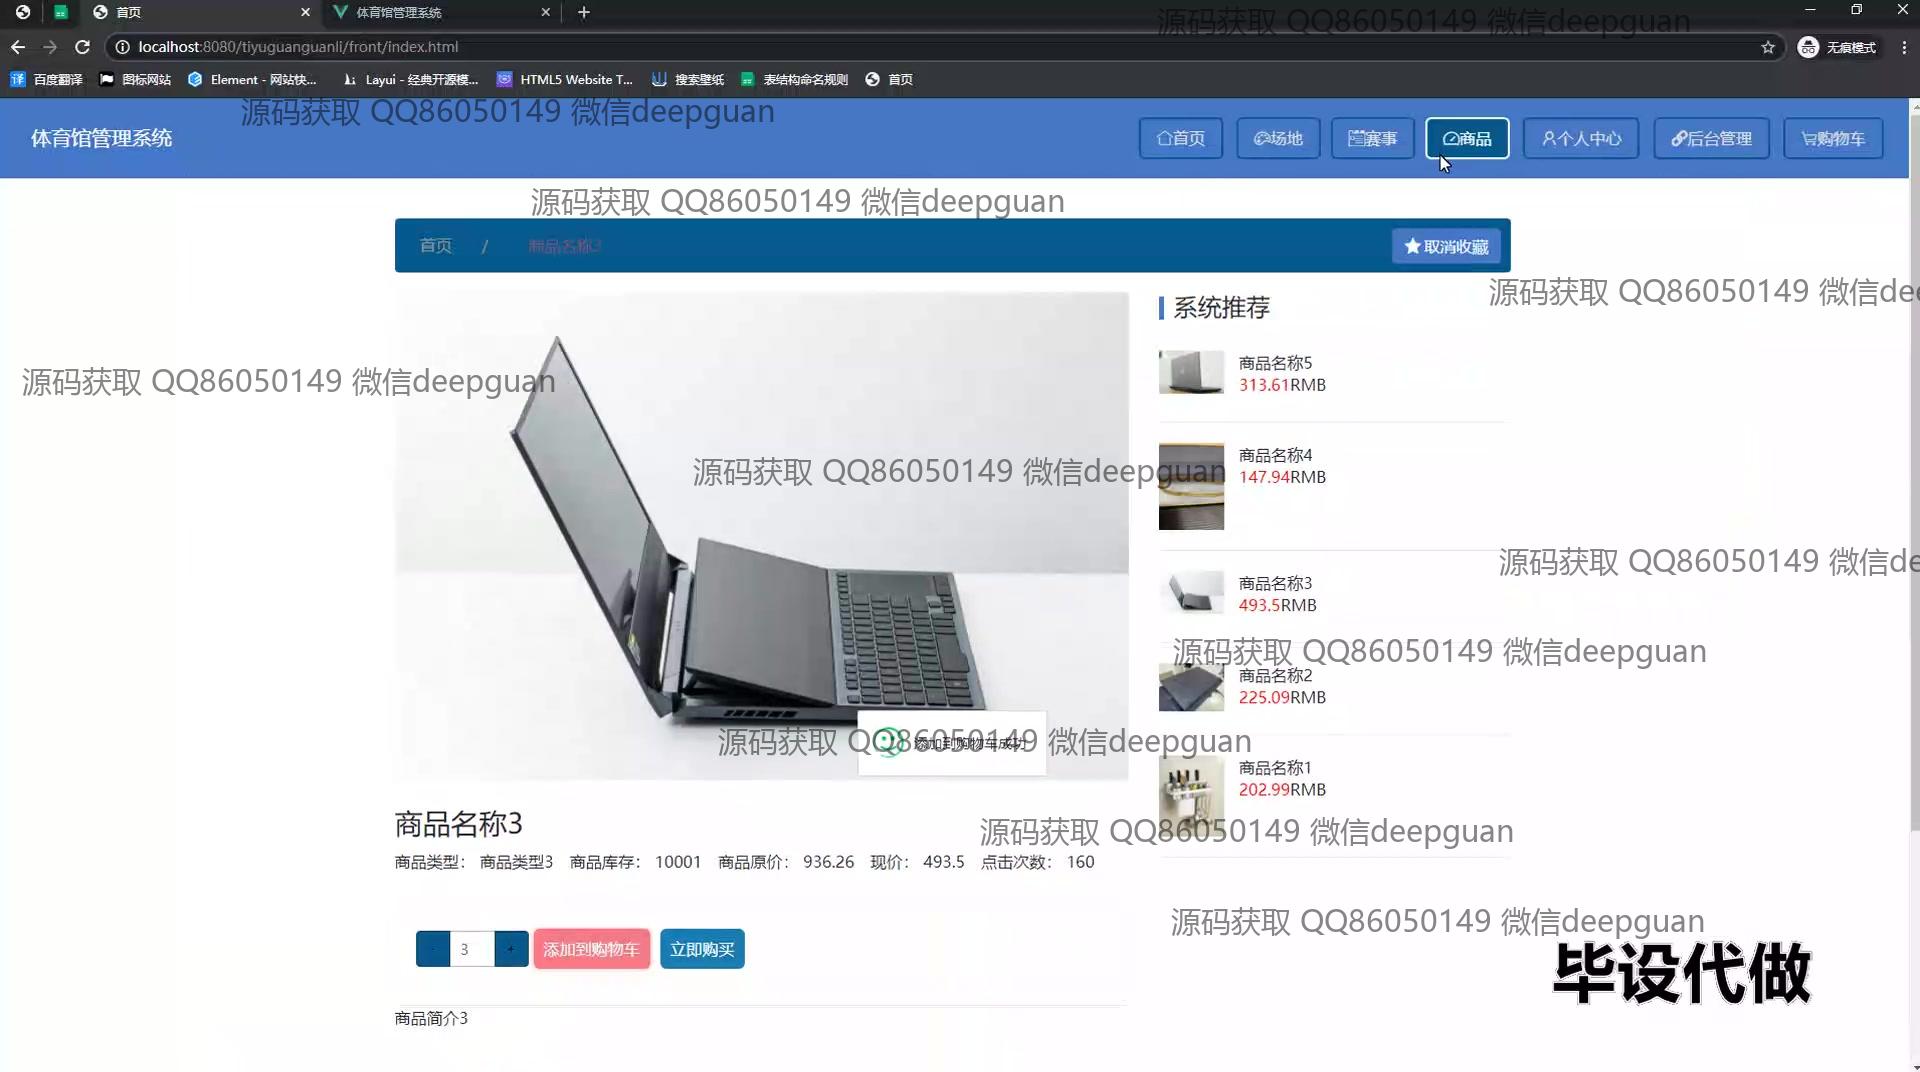 首页
体育馆管理系统
localhost:8080/tiyuguanguanli/front/index.html
无痕模式
百度翻译 图标网站 Element - 网站快... Layui - 经典开源模... HTML5 Website T... 搜索壁纸 表结构命名规则 首页
源码获取 QQ86050149 微信deepguan
源码获取 QQ86050149 微信deepguan
体育馆管理系统
首页 场地 赛事 商品 个人中心 后台管理 购物车
源码获取 QQ86050149 微信deepguan
首页 / 商品名称3
取消收藏
源码获取 QQ86050149 微信dee
系统推荐
商品名称5
313.61RMB
源码获取 QQ86050149 微信deepguan
商品名称4
147.94RMB
源码获取 QQ86050149 微信deepguan
源码获取 QQ86050149 微信de
商品名称3
493.5RMB
源码获取 QQ86050149 微信deepguan
商品名称2
225.09RMB
源码获取 QQ86050149 微信deepguan
添加到购物车成功
商品名称1
202.99RMB
源码获取 QQ86050149 微信deepguan
商品名称3
商品类型： 商品类型3 商品库存： 10001 商品原价： 936.26 现价： 493.5 点击次数： 160
源码获取 QQ86050149 微信deepguan
- 3 + 添加到购物车 立即购买
毕设代做
商品简介3